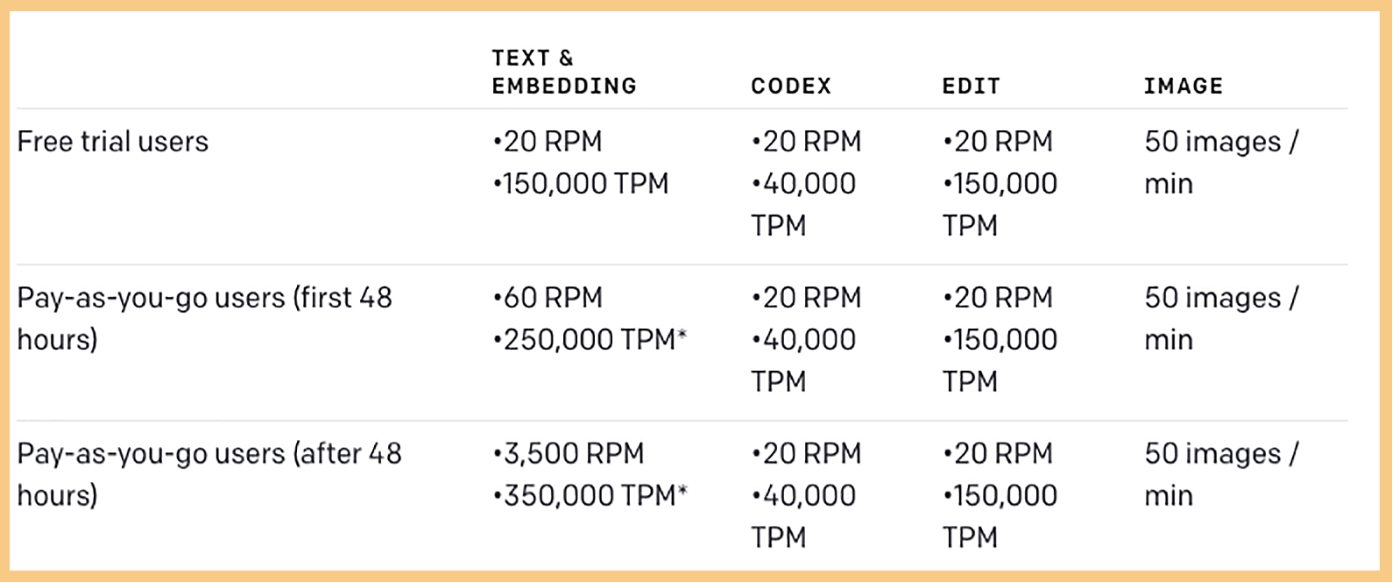 TEXT &
EMBEDDING CODEX EDIT IMAGE
Free trial users •20 RPM •20 RPM •20 RPM 50 images /
•150,000 TPM •40,000 •150,000 min
TPM TPM
Pay-as-you-go users (first 48 •60 RPM •20 RPM •20 RPM 50 images /
hours) •250,000 TPM* •40,000 •150,000 min
TPM TPM
Pay-as-you-go users (after 48 •3,500 RPM •20 RPM •20 RPM 50 images /
hours) •350,000 TPM* •40,000 •150,000 min
TPM TPM